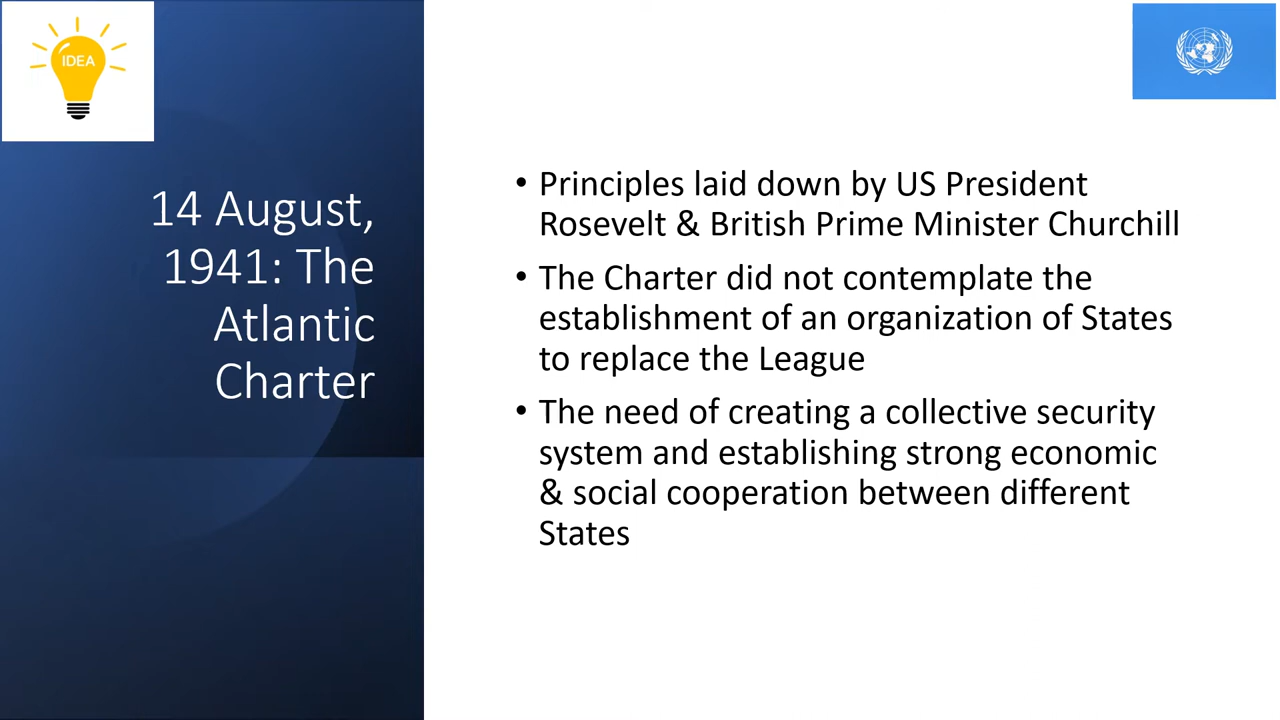 IDEA
14 August,
1941: The
Atlantic
Charter
• Principles laid down by US President
Rosevelt & British Prime Minister Churchill
• The Charter did not contemplate the
establishment of an organization of States
to replace the League
• The need of creating a collective security
system and establishing strong economic
& social cooperation between different
States